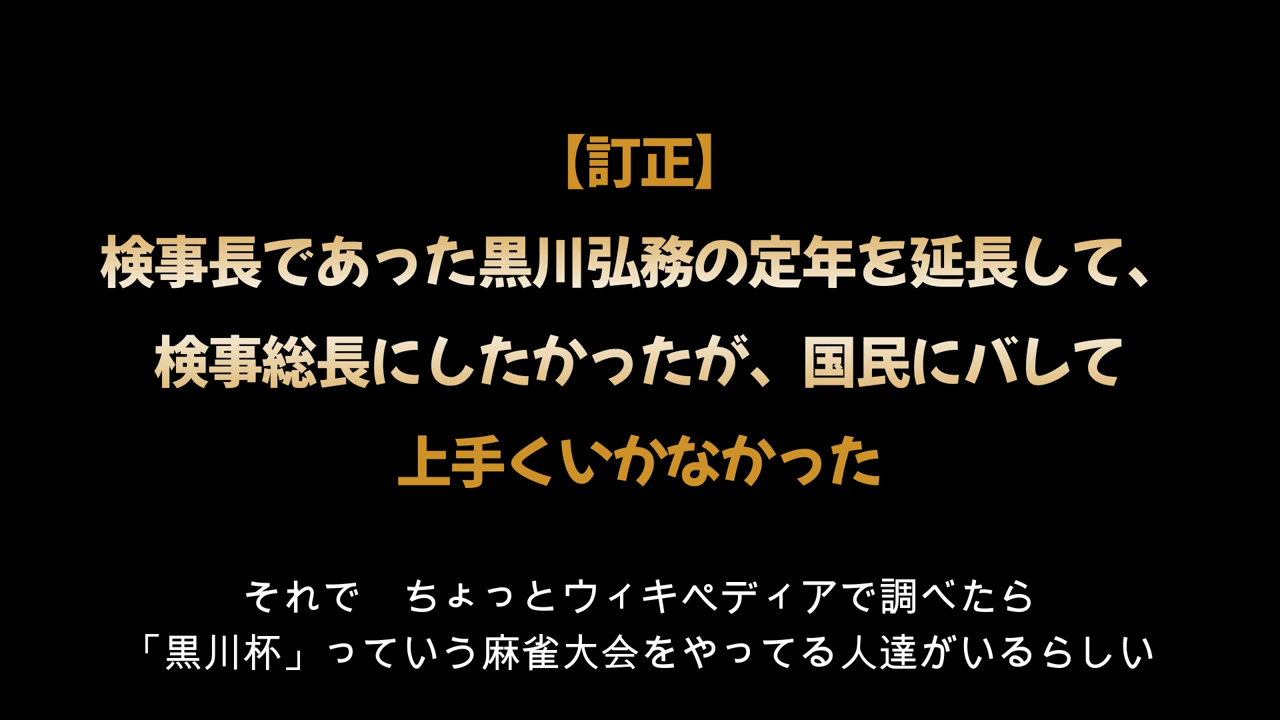 【訂正】
検事長であった黒川弘務の定年を延長して、
検事総長にしたかったが、国民にバレて
上手くいかなかった
それで　ちょっとウィキペディアで調べたら
「黒川杯」っていう麻雀大会をやってる人達がいるらしい